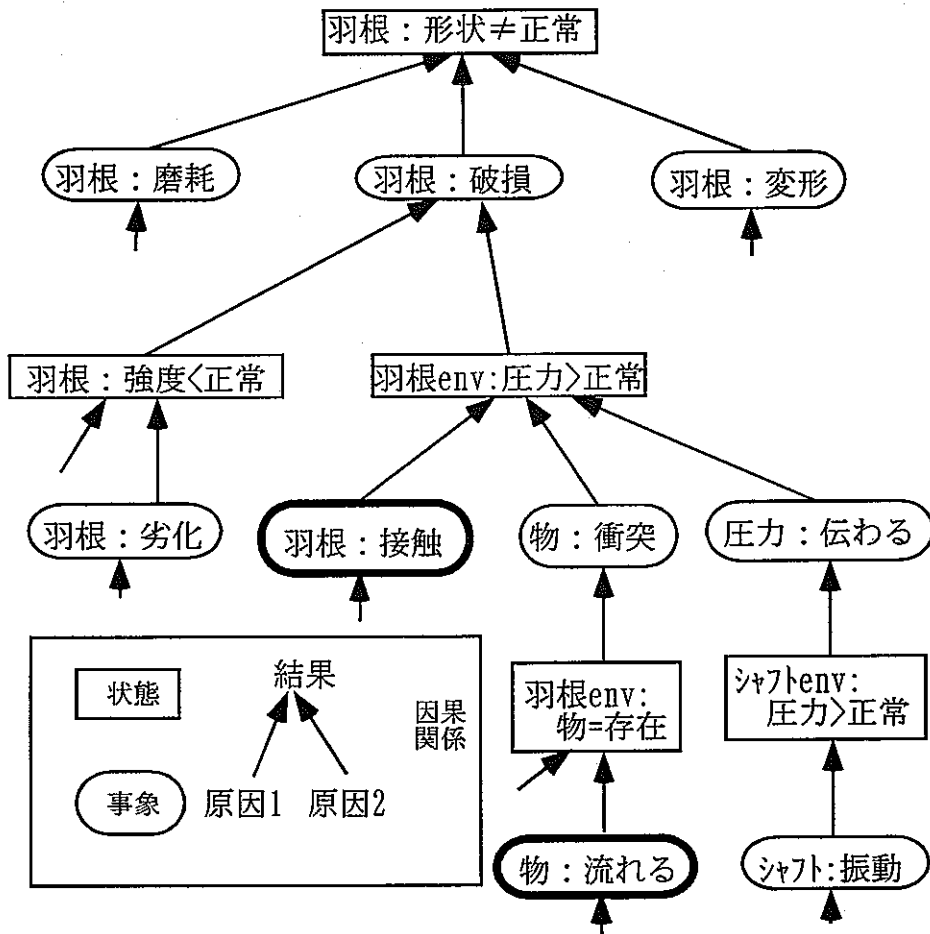 羽根：形状≠正常
羽根：磨耗
羽根：破損
羽根：変形
羽根：強度<正常
羽根env:圧力>正常
羽根：劣化
羽根：接触
物：衝突
圧力：伝わる
状態
結果
因果
関係
事象
原因1
原因2
羽根env:
物=存在
ｼｬﾌﾄenv:
圧力>正常
物：流れる
ｼｬﾌﾄ:振動